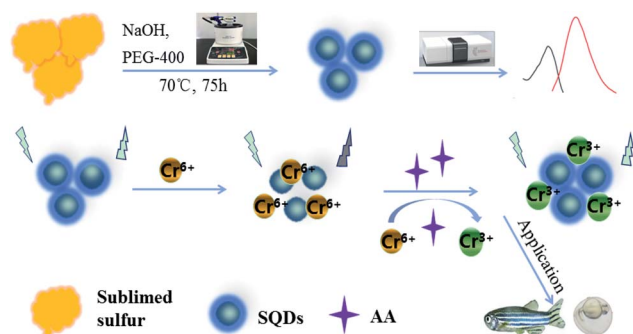 NaOH,
PEG-400
70℃, 75h
Cr6+
Cr6+
Cr6+
Cr6+
Cr6+
Cr3+
Cr3+
Cr3+
Cr3+
Application
Sublimed
sulfur
SQDs
AA